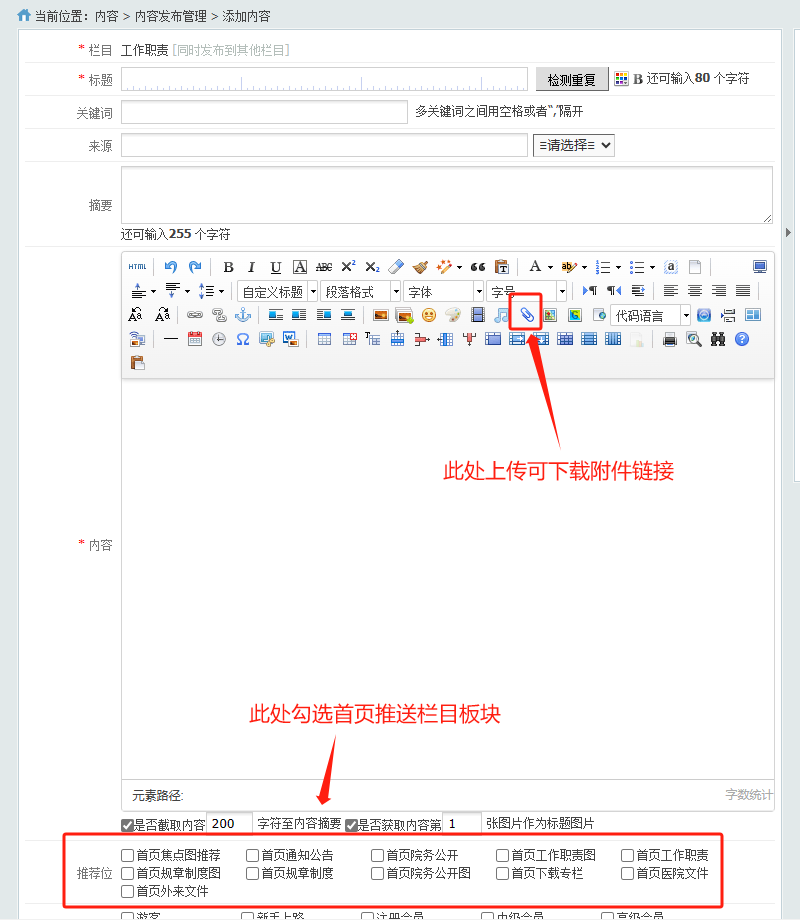 当前位置：内容 > 内容发布管理 > 添加内容
* 栏目 工作职责 [同时发布到其他栏目]
* 标题 检测重复 B 还可输入80 个字符
关键词 多关键词之间用空格或者“,”隔开
来源 ≡请选择≡
摘要
还可输入255 个字符
HTML B I U A ABC X² X₂ A ab a
自定义标题 段落格式 字体 字号
代码语言
此处上传可下载附件链接
* 内容
此处勾选首页推送栏目板块
元素路径: 字数统计
是否截取内容 200 字符至内容摘要 是否获取内容第 1 张图片作为标题图片
推荐位
首页焦点图推荐 首页通知公告 首页院务公开 首页工作职责图 首页工作职责
首页规章制度图 首页规章制度 首页院务公开图 首页下载专栏 首页医院文件
首页外来文件
游客 新手上路 注册会员 中级会员 高级会员